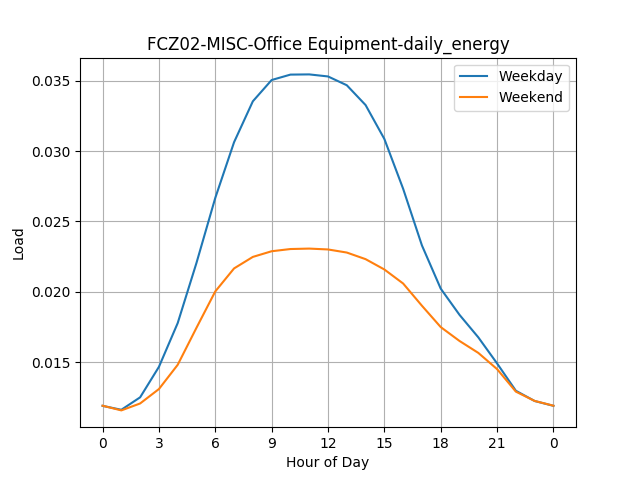 FCZ02-MISC-Office Equipment-daily_energy
Weekday
Weekend
0.035
0.030
0.025
0.020
0.015
Load
0 3 6 9 12 15 18 21 0
Hour of Day